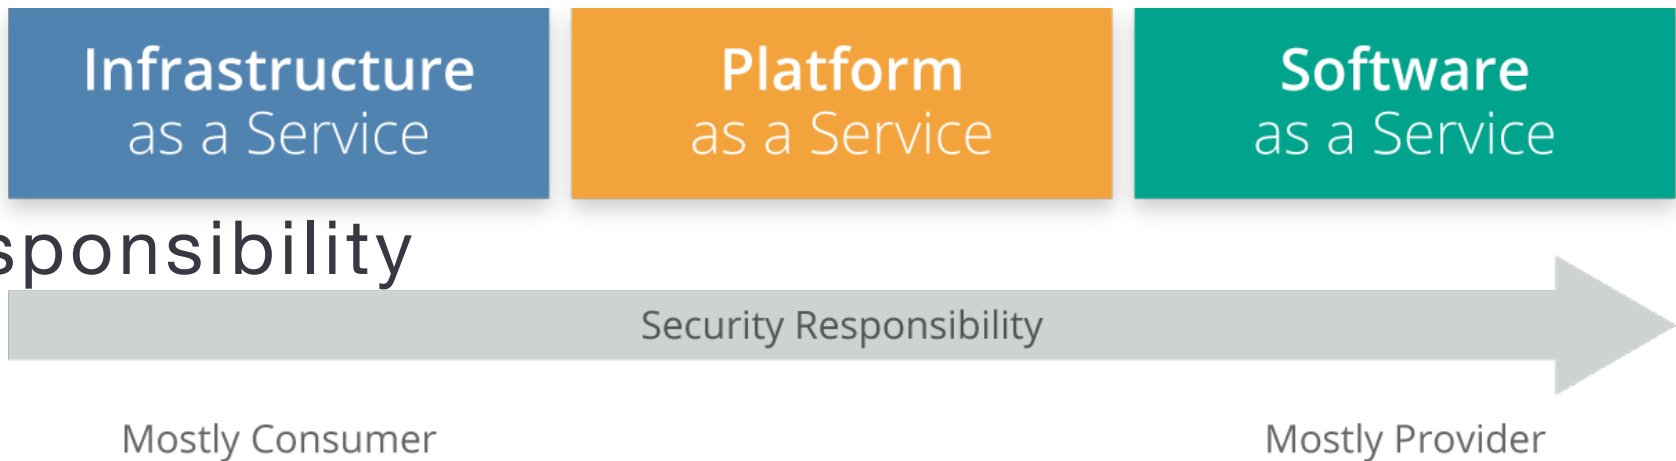 Infrastructure
as a Service
Platform
as a Service
Software
as a Service
sponsibility
Security Responsibility
Mostly Consumer
Mostly Provider